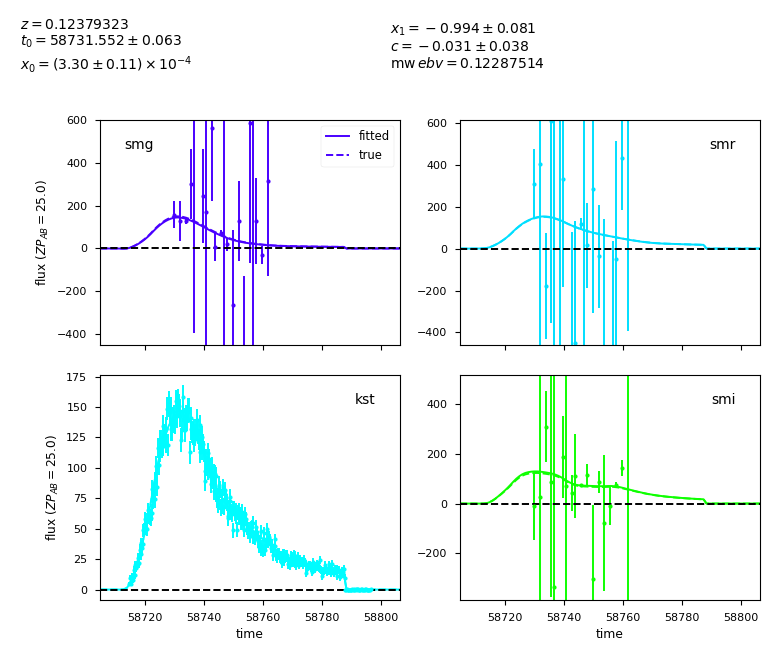 z = 0.12379323
t₀ = 58731.552 ± 0.063
x₀ = (3.30 ± 0.11) × 10⁻⁴
x₁ = −0.994 ± 0.081
c = −0.031 ± 0.038
mw ebv = 0.12287514
smg
fitted
true
600
400
200
0
−200
−400
flux (ZP_AB = 25.0)
smr
600
400
200
0
−200
−400
kst
175
150
125
100
75
50
25
0
flux (ZP_AB = 25.0)
58720 58740 58760 58780 58800
time
smi
400
200
0
−200
58720 58740 58760 58780 58800
time